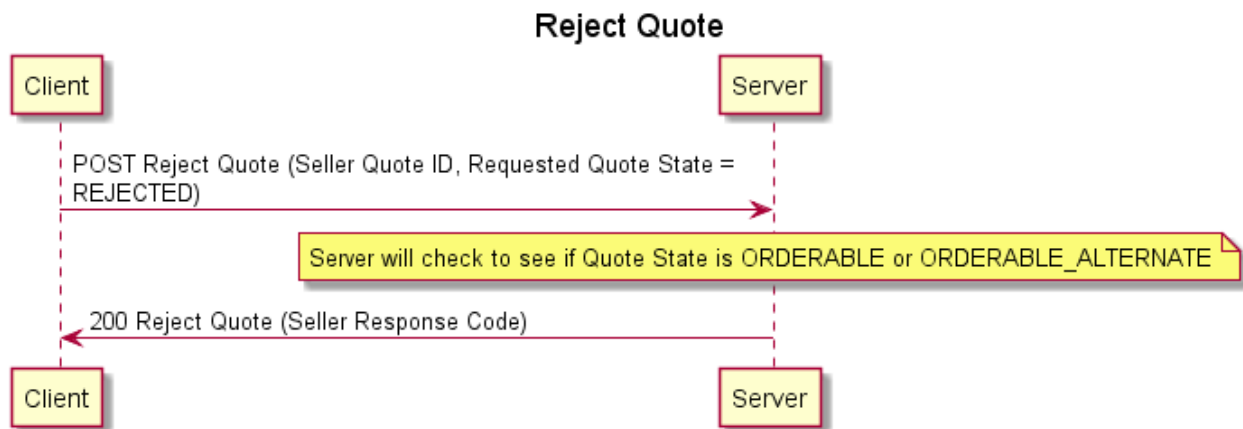 Reject Quote
Client
Server
POST Reject Quote (Seller Quote ID, Requested Quote State =
REJECTED)
Server will check to see if Quote State is ORDERABLE or ORDERABLE_ALTERNATE
200 Reject Quote (Seller Response Code)
Client
Server